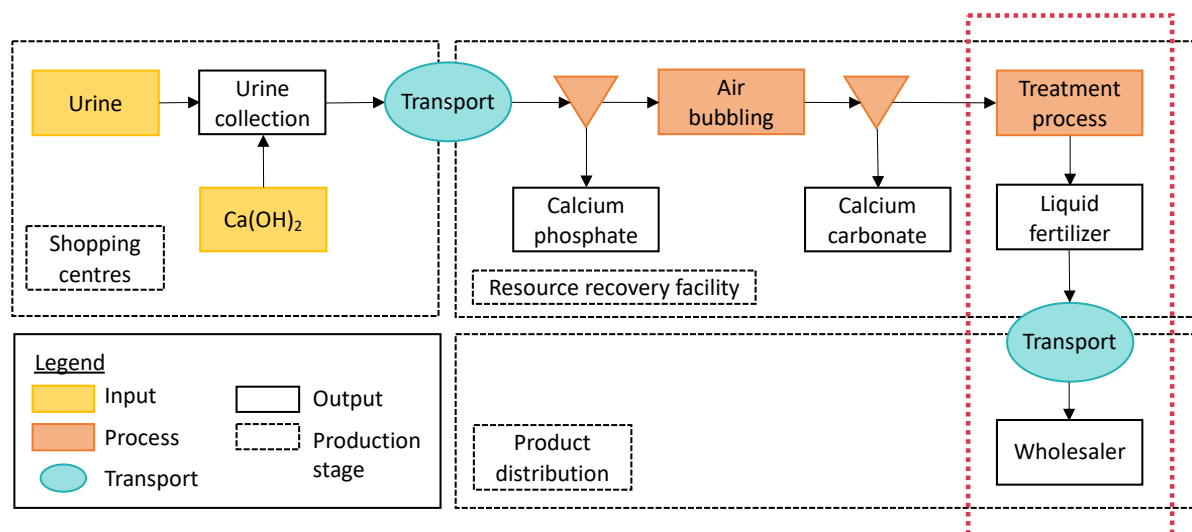 Urine
Urine
collection
Transport
Air
bubbling
Treatment
process
Ca(OH)₂
Calcium
phosphate
Calcium
carbonate
Liquid
fertilizer
Shopping
centres
Resource recovery facility
Transport
Legend
Input
Output
Process
Production
stage
Transport
Product
distribution
Wholesaler